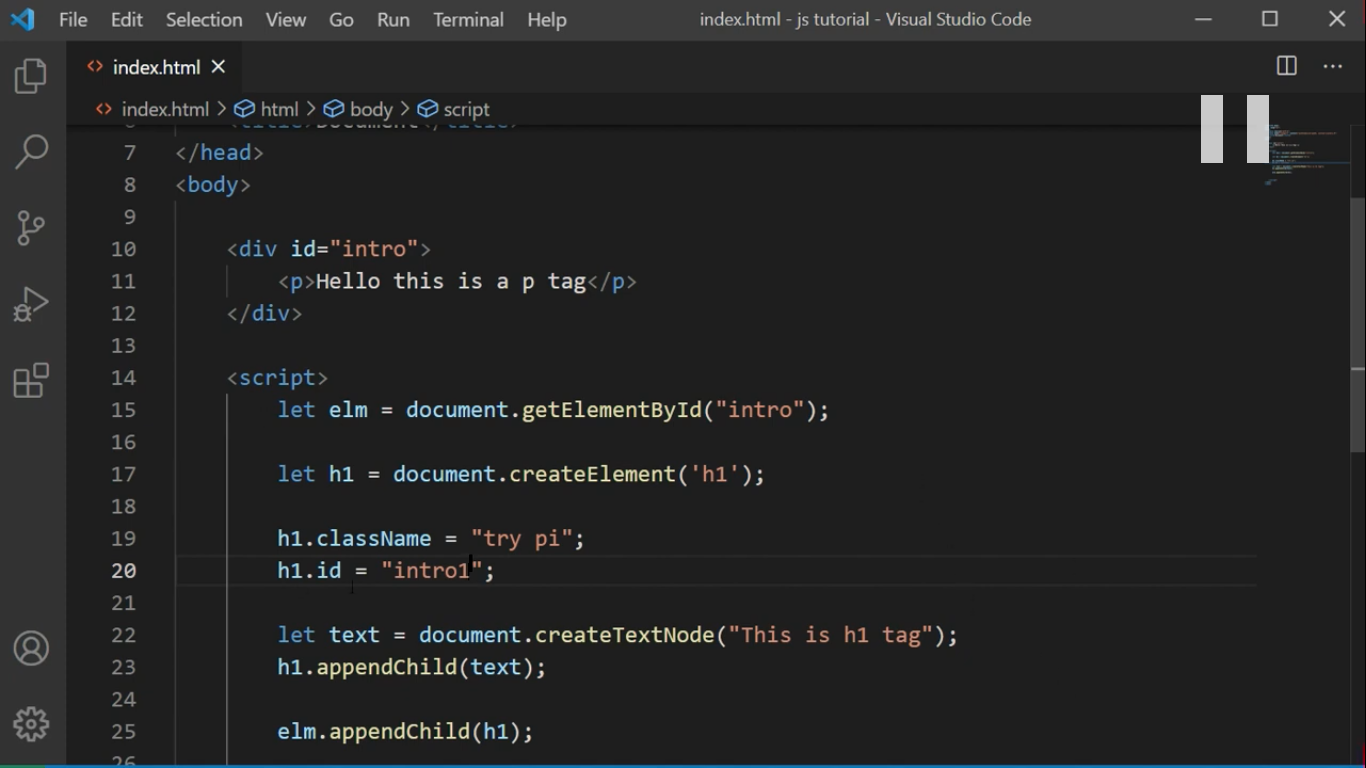 File Edit Selection View Go Run Terminal Help index.html - js tutorial - Visual Studio Code
index.html
index.html > html > body > script
<title>Document</title>
7 </head>
8 <body>
9
10 <div id="intro">
11 <p>Hello this is a p tag</p>
12 </div>
13
14 <script>
15 let elm = document.getElementById("intro");
16
17 let h1 = document.createElement('h1');
18
19 h1.className = "try pi";
20 h1.id = "intro1";
21
22 let text = document.createTextNode("This is h1 tag");
23 h1.appendChild(text);
24
25 elm.appendChild(h1);
26